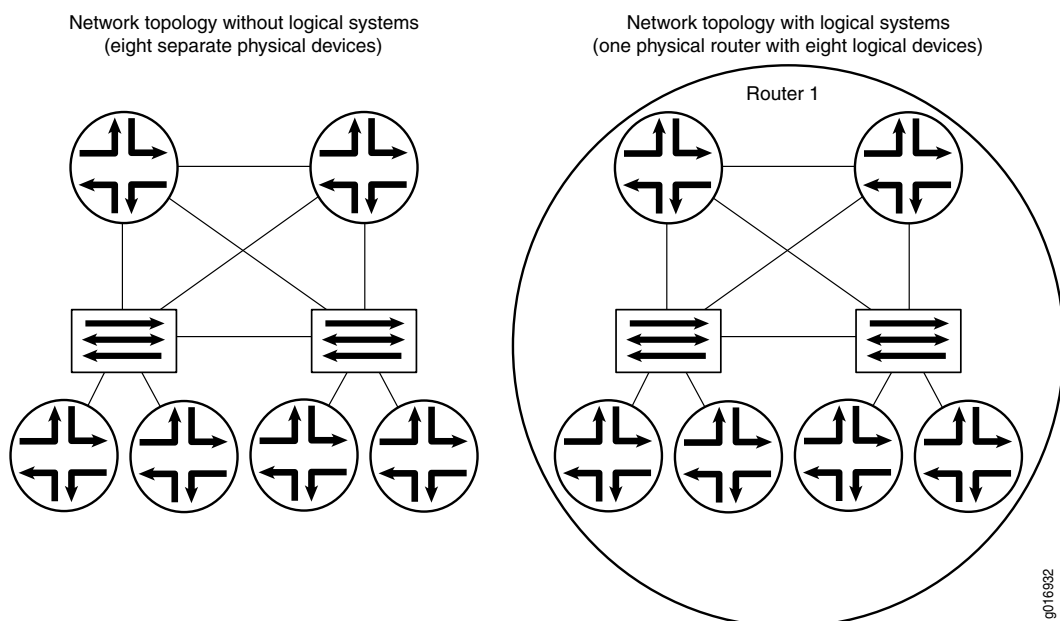 Network topology without logical systems
(eight separate physical devices)
Network topology with logical systems
(one physical router with eight logical devices)
Router 1
g016932